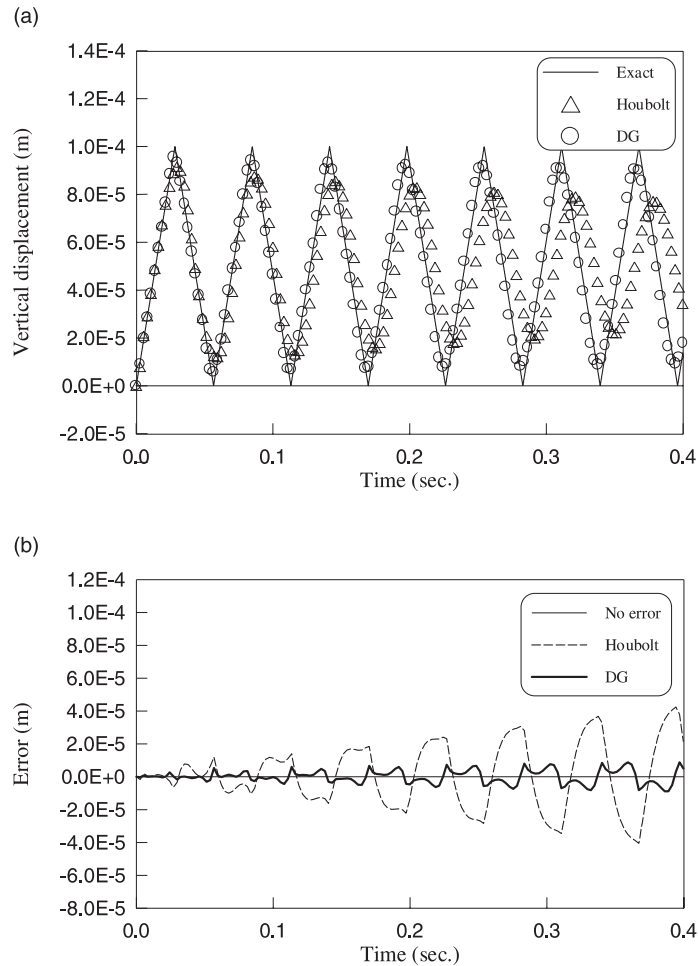 (a)
1.4E-4
1.2E-4
1.0E-4
8.0E-5
6.0E-5
4.0E-5
2.0E-5
0.0E+0
-2.0E-5
Vertical displacement (m)
Exact
Houbolt
DG
0.0 0.1 0.2 0.3 0.4
Time (sec.)
(b)
1.2E-4
1.0E-4
8.0E-5
6.0E-5
4.0E-5
2.0E-5
0.0E+0
-2.0E-5
-4.0E-5
-6.0E-5
-8.0E-5
Error (m)
No error
Houbolt
DG
0.0 0.1 0.2 0.3 0.4
Time (sec.)